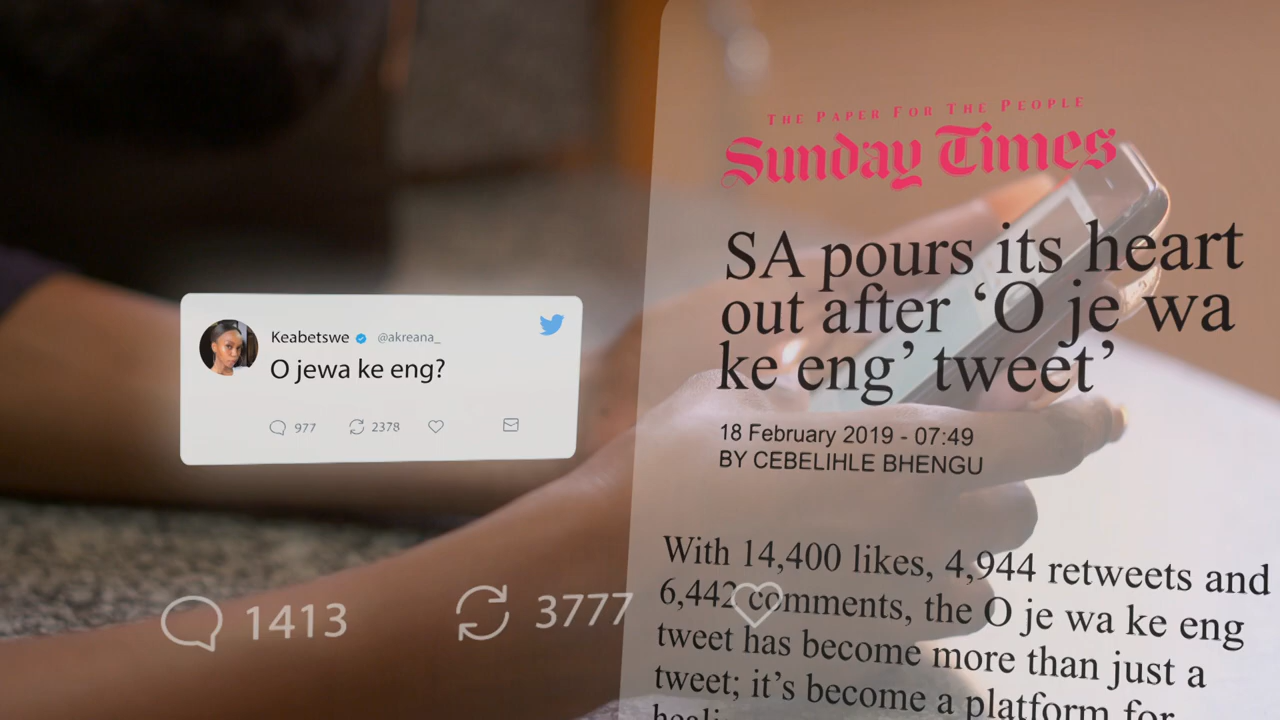 Keabetswe @akreana_
O jewa ke eng?
977 2378
1413 3777
THE PAPER FOR THE PEOPLE
Sunday Times
SA pours its heart
out after ‘O je wa
ke eng’ tweet’
18 February 2019 - 07:49
BY CEBELIHLE BHENGU
With 14,400 likes, 4,944 retweets and
6,442 comments, the O je wa ke eng
tweet has become more than just a
tweet; it’s become a platform for